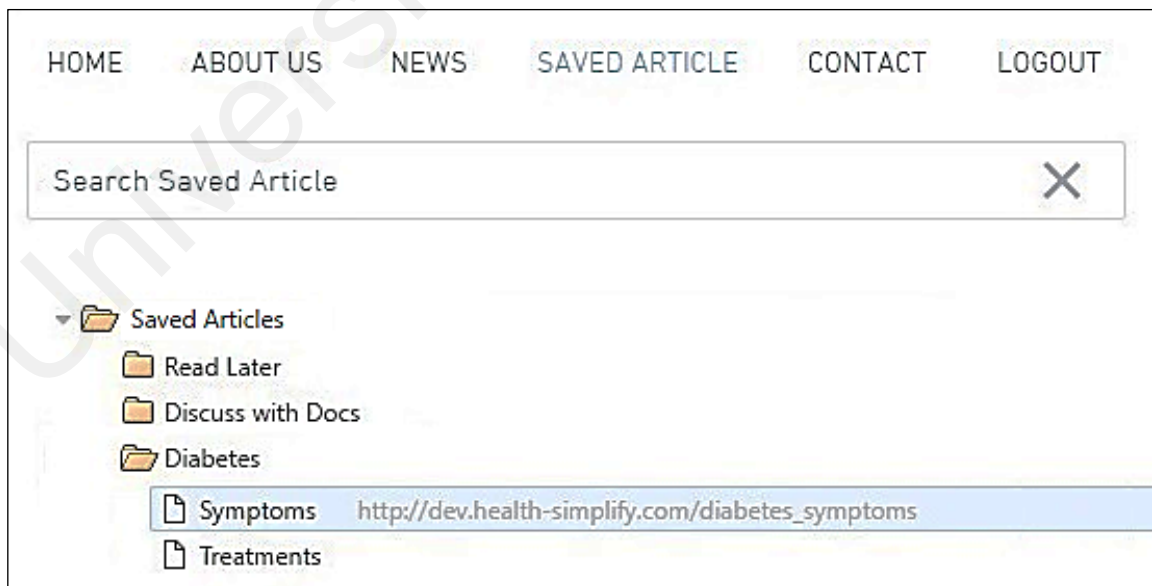 HOME ABOUT US NEWS SAVED ARTICLE CONTACT LOGOUT
Search Saved Article
Saved Articles
Read Later
Discuss with Docs
Diabetes
Symptoms http://dev.health-simplify.com/diabetes_symptoms
Treatments
Univers